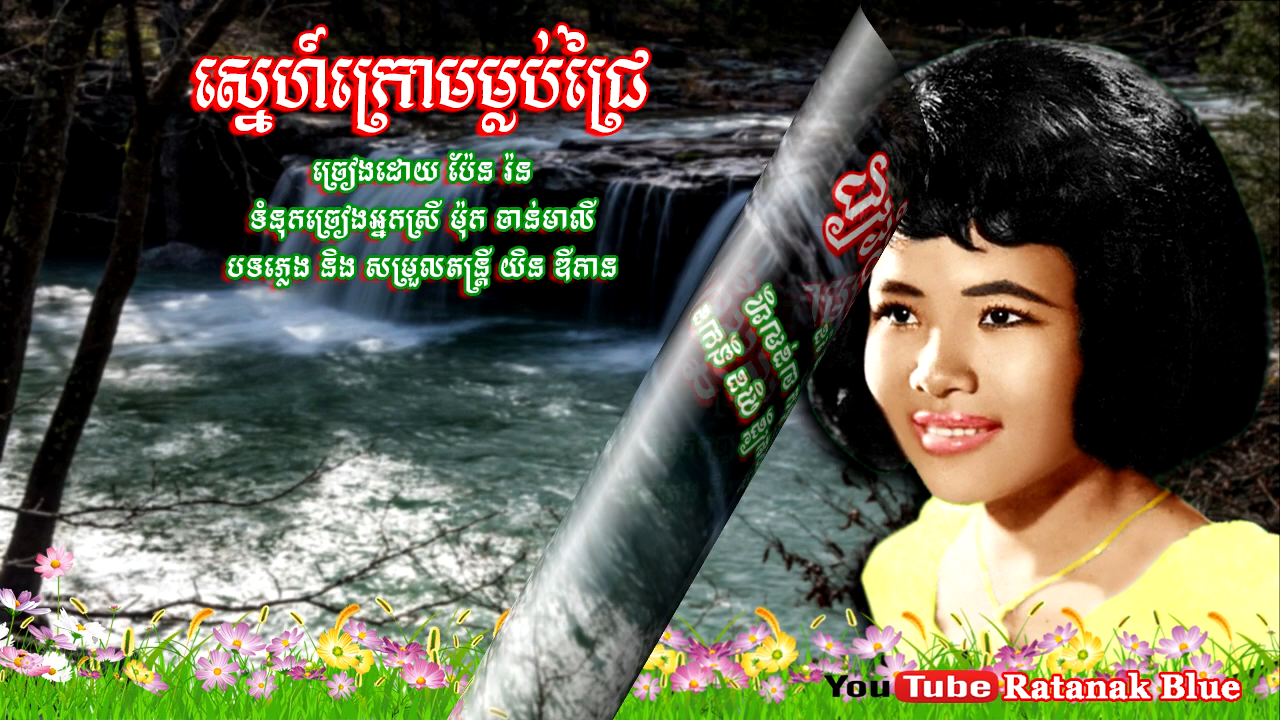 ស្នេហ៍ក្រោមម្លប់ជ្រៃ
ច្រៀងដោយ ប៉ែន រ៉ន
ទំនុកច្រៀងអ្នកស្រី ម៉ុក ចាន់មាលី
បទភ្លេង និង សម្រួលតន្ត្រី យិន ឌីកាន
You Tube Ratanak Blue